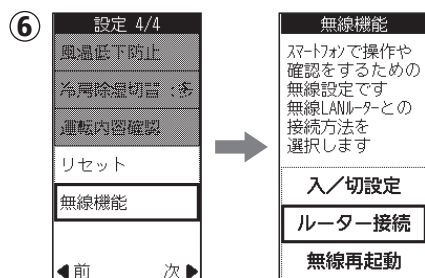 ⑥
設定 4/4
風温低下防止
冷房除湿切替 :多
運転内容確認
リセット
無線機能
◀前 次▶
無線機能
スマートフォンで操作や
確認をするための
無線設定です
無線LANルーターとの
接続方法を
選択します
入/切設定
ルーター接続
無線再起動